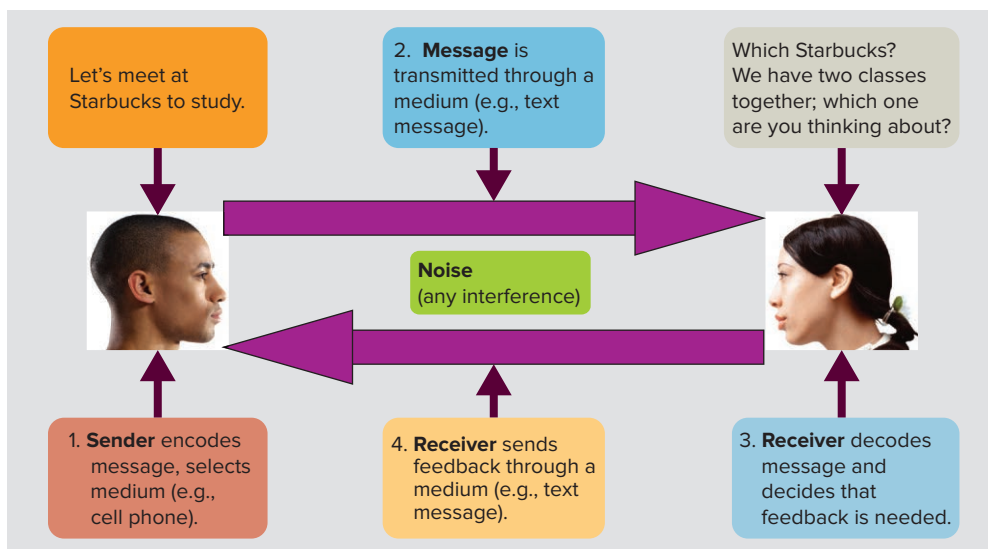 Let’s meet at
Starbucks to study.
2. Message is
transmitted through a
medium (e.g., text
message).
Which Starbucks?
We have two classes
together; which one
are you thinking about?
Noise
(any interference)
1. Sender encodes
message, selects
medium (e.g.,
cell phone).
4. Receiver sends
feedback through a
medium (e.g., text
message).
3. Receiver decodes
message and
decides that
feedback is needed.